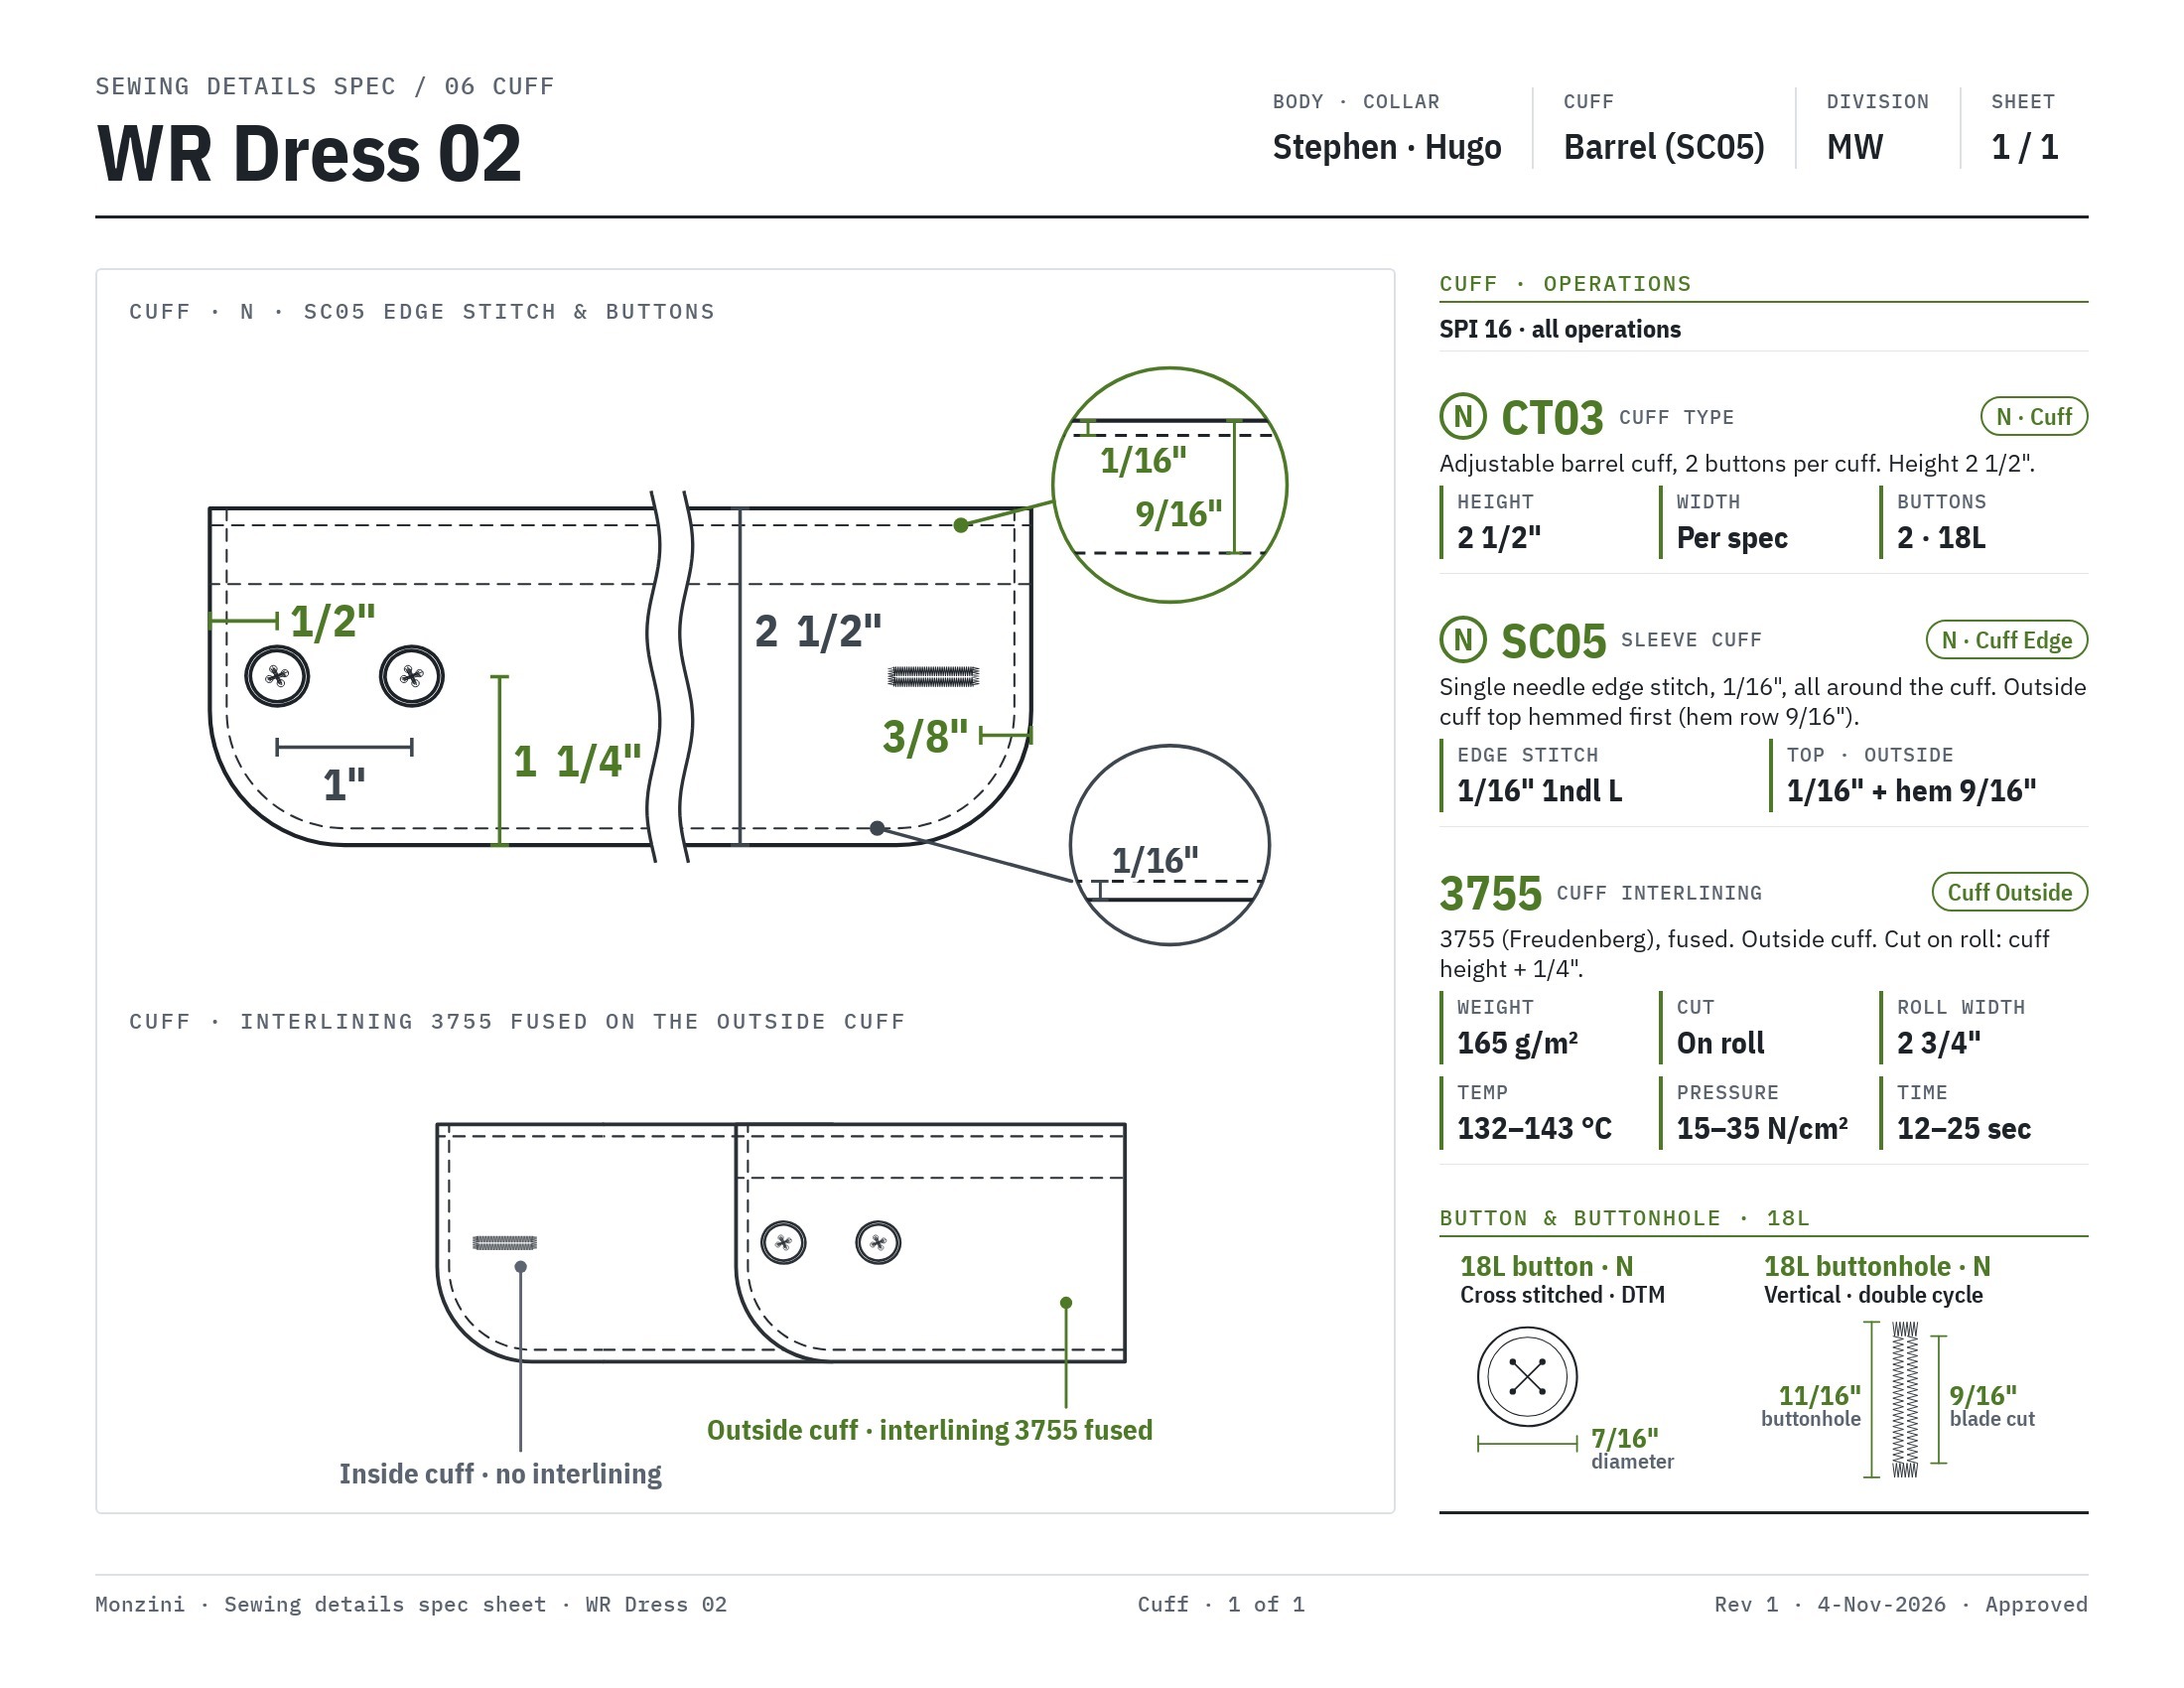 SEWING DETAILS SPEC / 06 CUFF
WR Dress 02
BODY · COLLAR
Stephen · Hugo
CUFF
Barrel (SC05)
DIVISION
MW
SHEET
1 / 1
CUFF · N · SC05 EDGE STITCH & BUTTONS
1/16"
9/16"
1/2"
2 1/2"
3/8"
1 1/4"
1"
1/16"
CUFF · INTERLINING 3755 FUSED ON THE OUTSIDE CUFF
Outside cuff · interlining 3755 fused
Inside cuff · no interlining
CUFF · OPERATIONS
SPI 16 · all operations
N CT03 CUFF TYPE N · Cuff
Adjustable barrel cuff, 2 buttons per cuff. Height 2 1/2".
HEIGHT
2 1/2"
WIDTH
Per spec
BUTTONS
2 · 18L
N SC05 SLEEVE CUFF N · Cuff Edge
Single needle edge stitch, 1/16", all around the cuff. Outside
cuff top hemmed first (hem row 9/16").
EDGE STITCH
1/16" 1ndl L
TOP · OUTSIDE
1/16" + hem 9/16"
3755 CUFF INTERLINING Cuff Outside
3755 (Freudenberg), fused. Outside cuff. Cut on roll: cuff
height + 1/4".
WEIGHT
165 g/m²
CUT
On roll
ROLL WIDTH
2 3/4"
TEMP
132–143 °C
PRESSURE
15–35 N/cm²
TIME
12–25 sec
BUTTON & BUTTONHOLE · 18L
18L button · N
Cross stitched · DTM
7/16"
diameter
18L buttonhole · N
Vertical · double cycle
11/16"
buttonhole
9/16"
blade cut
Monzini · Sewing details spec sheet · WR Dress 02
Cuff · 1 of 1
Rev 1 · 4-Nov-2026 · Approved